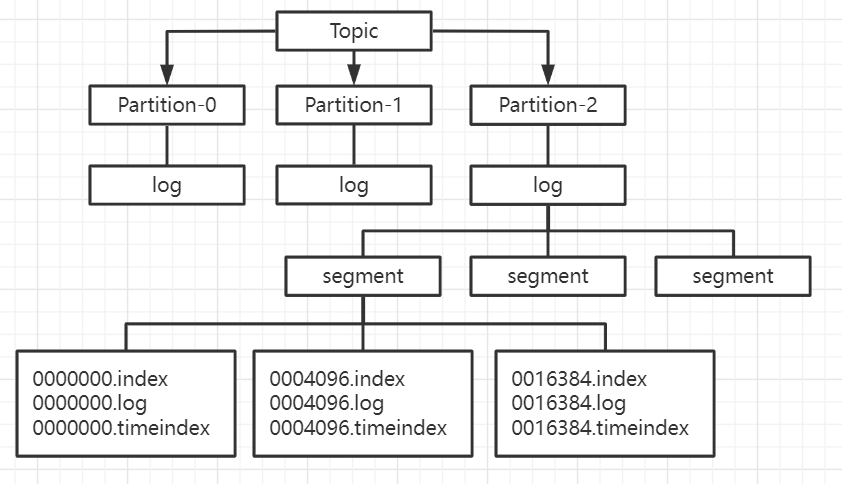 Topic
Partition-0
Partition-1
Partition-2
log
log
log
segment
segment
segment
0000000.index
0000000.log
0000000.timeindex
0004096.index
0004096.log
0004096.timeindex
0016384.index
0016384.log
0016384.timeindex